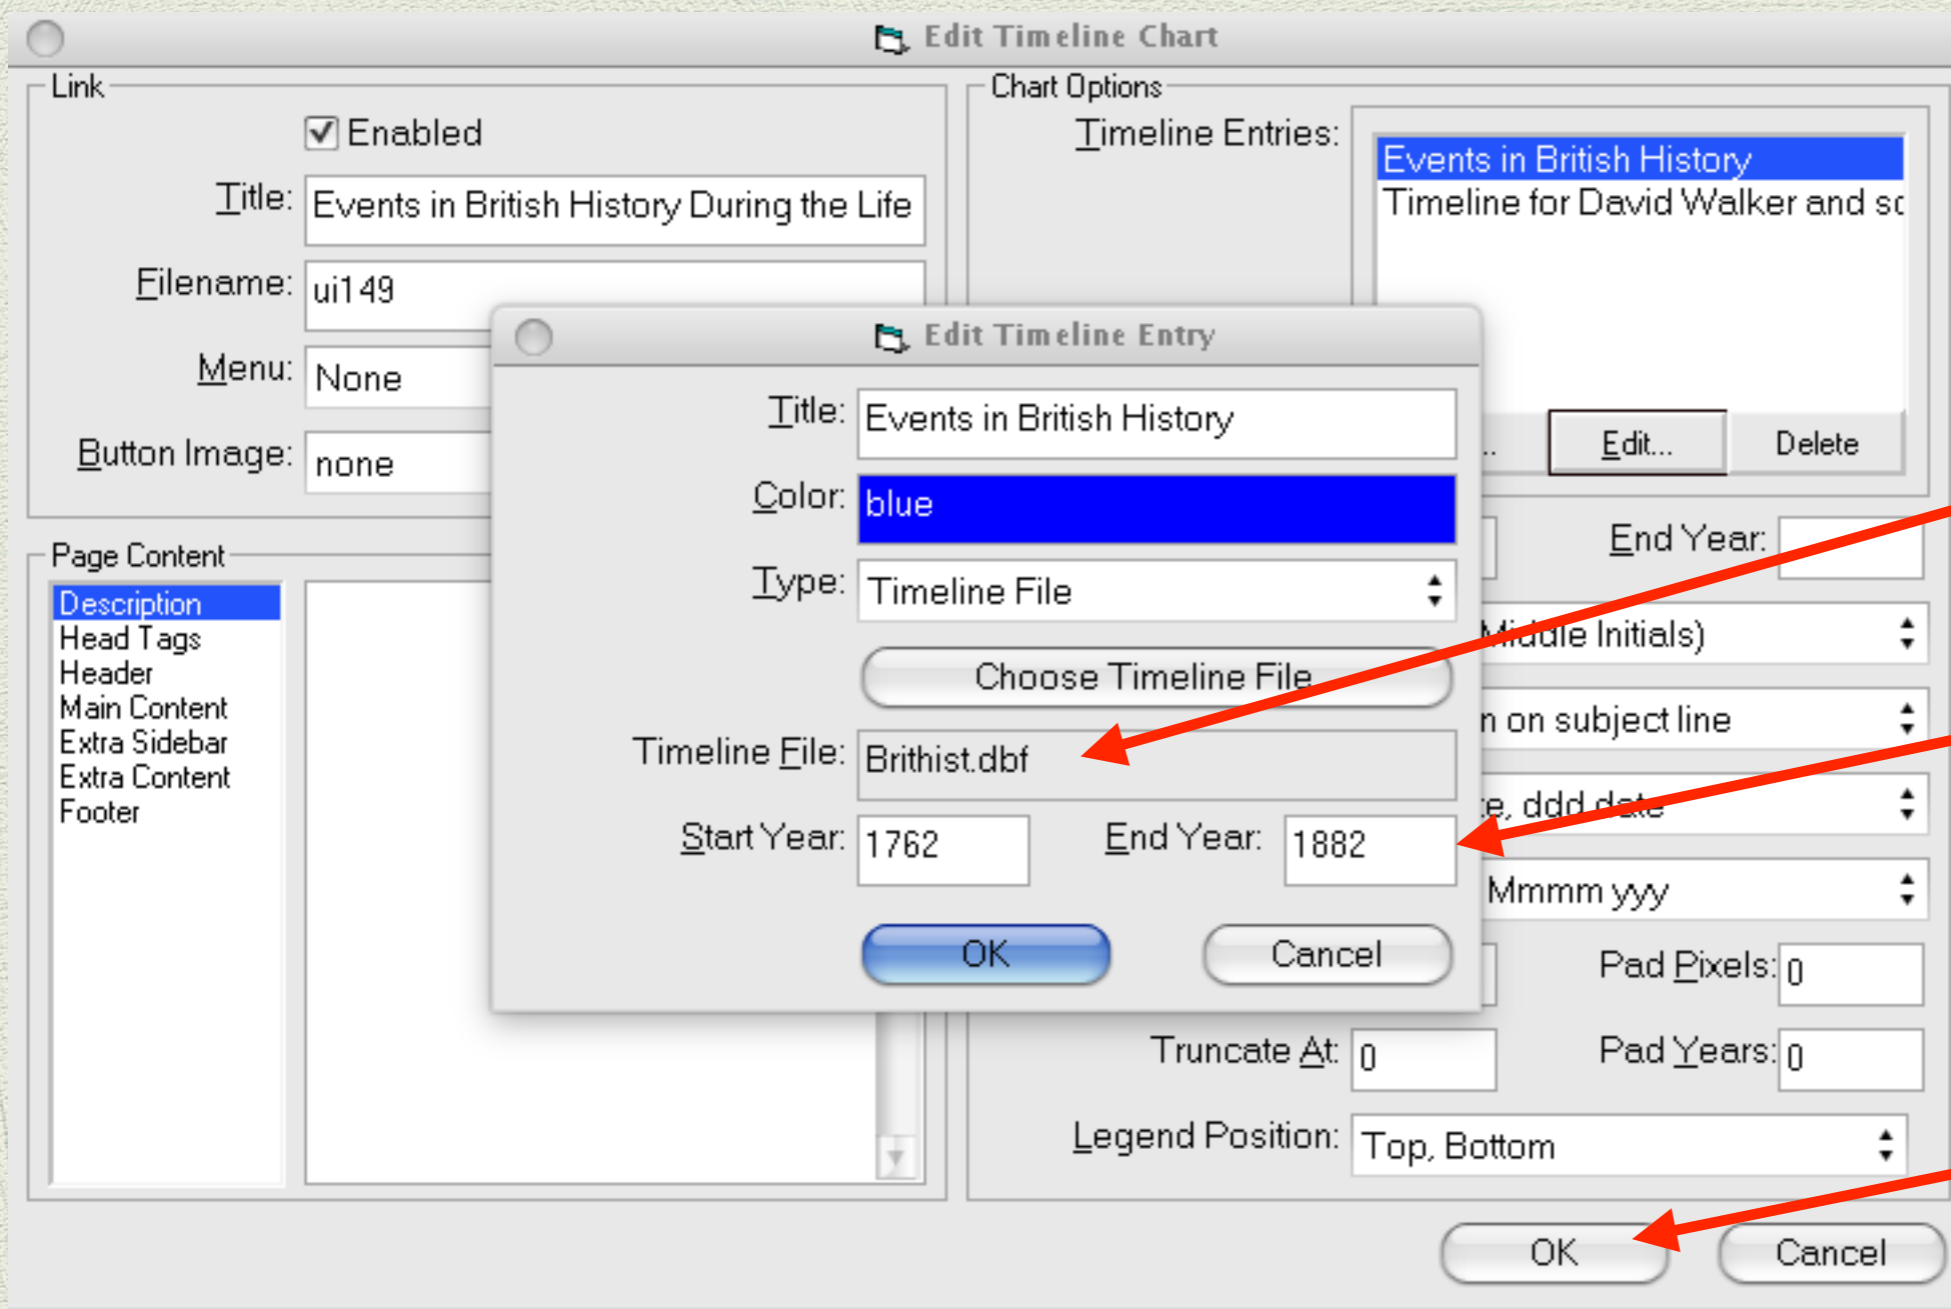 Edit Timeline Chart
Link
Enabled
Title: Events in British History During the Life
Filename: ui149
Menu: None
Button Image: none
Page Content
Description
Head Tags
Header
Main Content
Extra Sidebar
Extra Content
Footer
Chart Options
Timeline Entries:
Events in British History
Timeline for David Walker and
Edit... Delete
End Year:
Middle Initials)
on subject line
ddd date
Mmmm yyy
Pad Pixels: 0
Truncate At: 0 Pad Years: 0
Legend Position: Top, Bottom
OK Cancel
Edit Timeline Entry
Title: Events in British History
Color: blue
Type: Timeline File
Choose Timeline File
Timeline File: Brithist.dbf
Start Year: 1762 End Year: 1882
OK Cancel